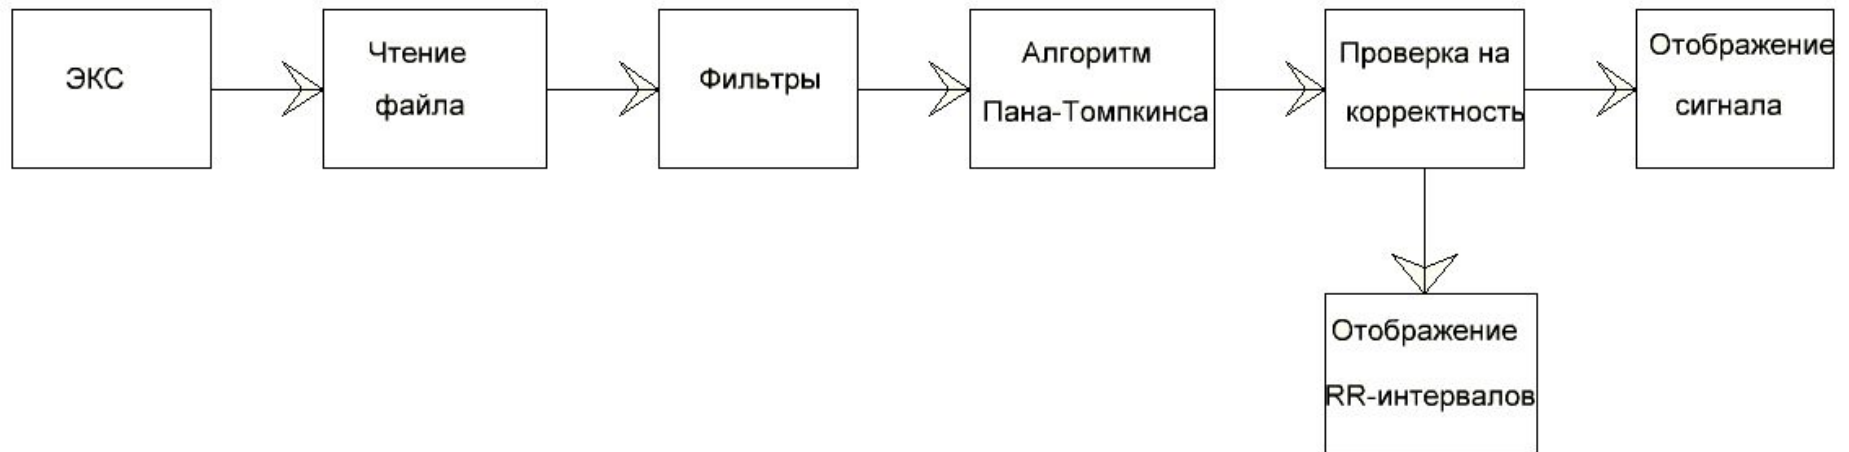 ЭКС
Чтение
файла
Фильтры
Алгоритм
Пана-Томпкинса
Проверка на
корректность
Отображение
сигнала
Отображение
RR-интервалов